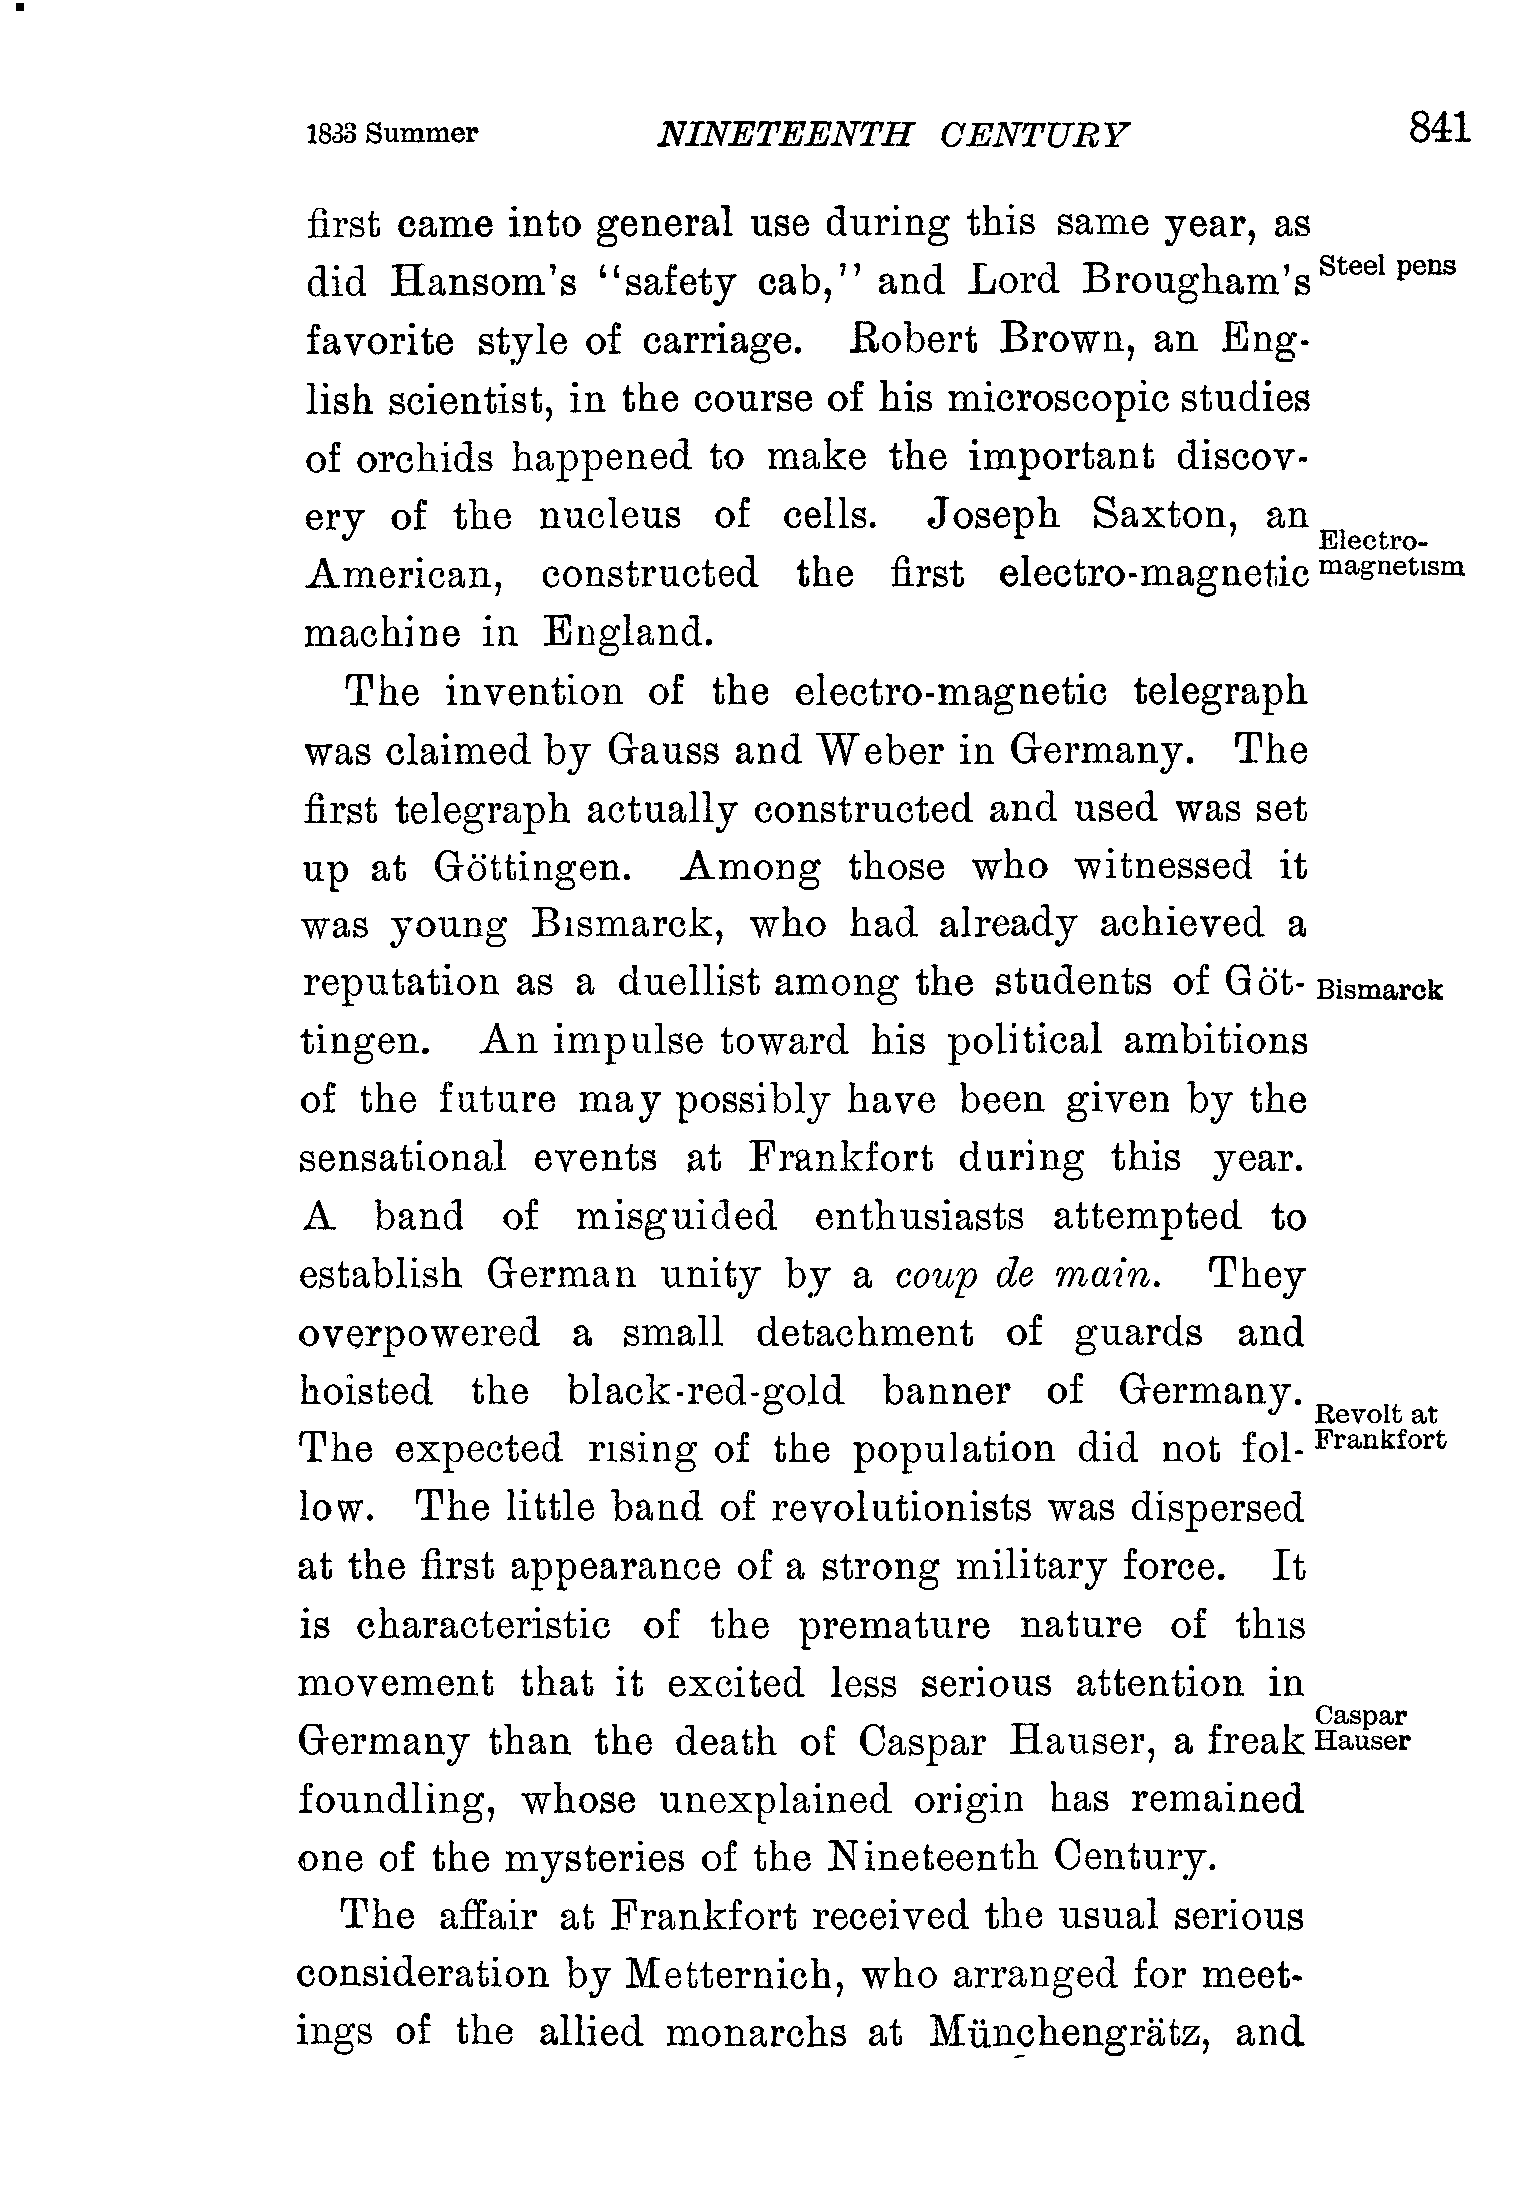 1833 Summer NINETEENTH CENTURY 841
first came into general use during this same year, as
did Hansom's "safety cab," and Lord Brougham's
Steel pens
favorite style of carriage. Robert Brown, an Eng-
lish scientist, in the course of his microscopic studies
of orchids happened to make the important discov-
ery of the nucleus of cells. Joseph Saxton, an
American, constructed the first electro-magnetic
Electro-
magnetism
machine in England.
The invention of the electro-magnetic telegraph
was claimed by Gauss and Weber in Germany. The
first telegraph actually constructed and used was set
up at Göttingen. Among those who witnessed it
was young Bismarck, who had already achieved a
reputation as a duellist among the students of Göt-
Bismarck
tingen. An impulse toward his political ambitions
of the future may possibly have been given by the
sensational events at Frankfort during this year.
A band of misguided enthusiasts attempted to
establish German unity by a coup de main. They
overpowered a small detachment of guards and
hoisted the black-red-gold banner of Germany.
The expected rising of the population did not fol-
Revolt at
Frankfort
low. The little band of revolutionists was dispersed
at the first appearance of a strong military force. It
is characteristic of the premature nature of this
movement that it excited less serious attention in
Germany than the death of Caspar Hauser, a freak
Caspar
Hauser
foundling, whose unexplained origin has remained
one of the mysteries of the Nineteenth Century.
The affair at Frankfort received the usual serious
consideration by Metternich, who arranged for meet-
ings of the allied monarchs at Münchengrätz, and